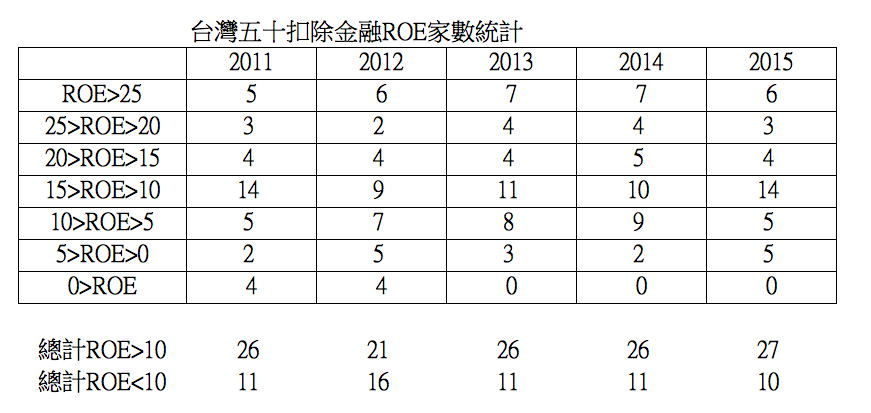 台灣五十扣除金融ROE家數統計
2011 2012 2013 2014 2015
ROE>25 5 6 7 7 6
25>ROE>20 3 2 4 4 3
20>ROE>15 4 4 4 5 4
15>ROE>10 14 9 11 10 14
10>ROE>5 5 7 8 9 5
5>ROE>0 2 5 3 2 5
0>ROE 4 4 0 0 0
總計ROE>10 26 21 26 26 27
總計ROE<10 11 16 11 11 10